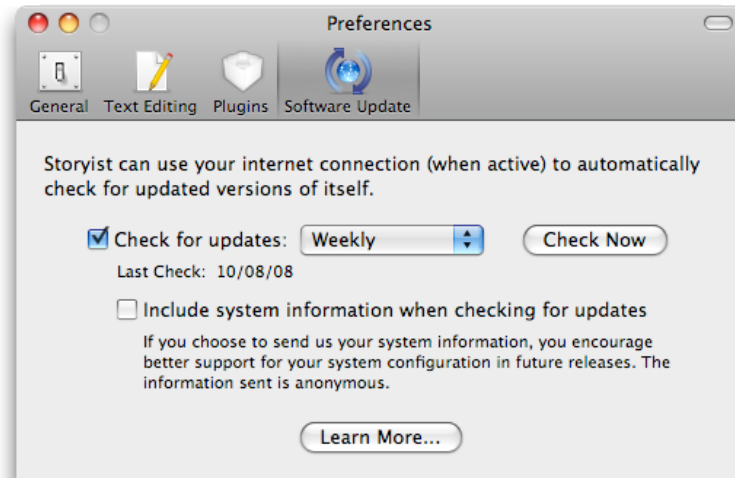 Preferences
General Text Editing Plugins Software Update
Storyist can use your internet connection (when active) to automatically
check for updated versions of itself.
Check for updates: Weekly Check Now
Last Check: 10/08/08
Include system information when checking for updates
If you choose to send us your system information, you encourage
better support for your system configuration in future releases. The
information sent is anonymous.
Learn More...